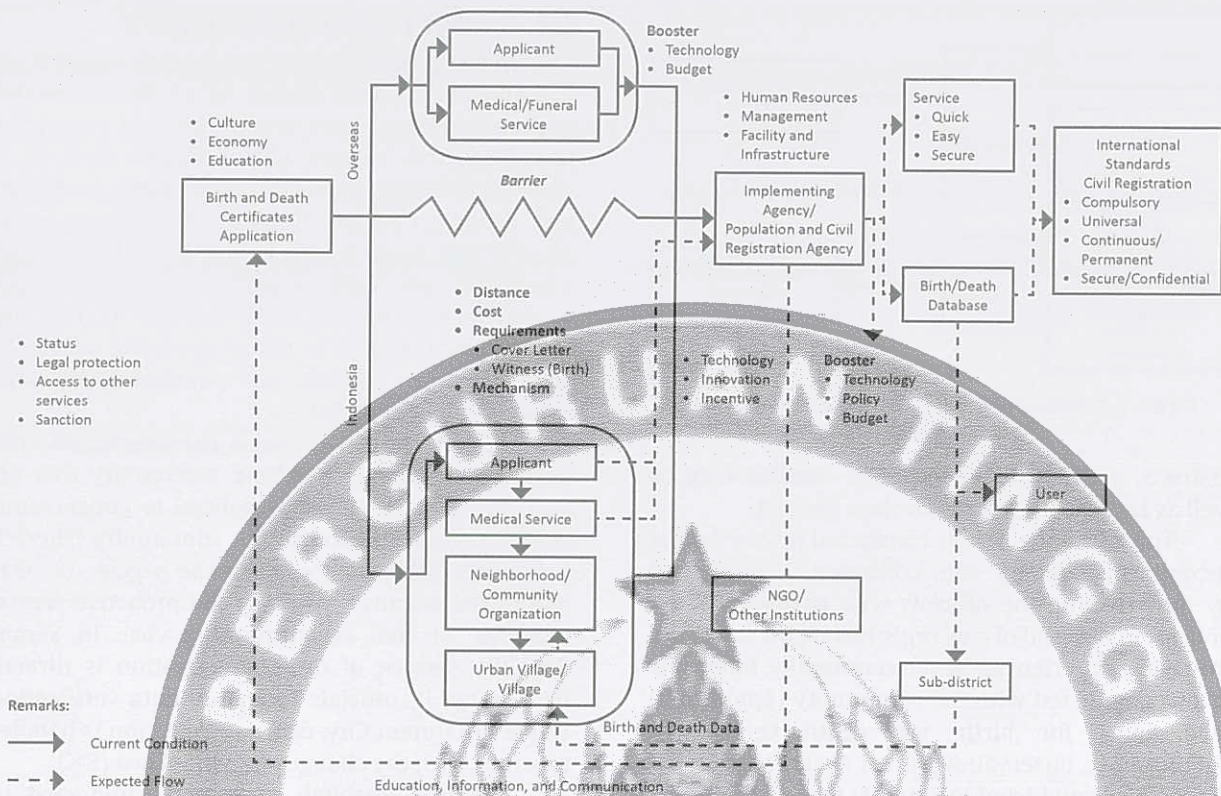 Applicant
Medical/Funeral
Service
Booster
• Technology
• Budget
Overseas
• Culture
• Economy
• Education
Birth and Death
Certificates
Application
Barrier
• Human Resources
• Management
• Facility and
Infrastructure
Implementing
Agency/
Population and Civil
Registration Agency
Service
• Quick
• Easy
• Secure
Birth/Death
Database
International
Standards
Civil Registration
• Compulsory
• Universal
• Continuous/
Permanent
• Secure/Confidential
• Status
• Legal protection
• Access to other
services
• Sanction
Indonesia
• Distance
• Cost
• Requirements
• Cover Letter
• Witness (Birth)
• Mechanism
• Technology
• Innovation
• Incentive
Booster
• Technology
• Policy
• Budget
Applicant
Medical Service
Neighborhood/
Community
Organization
Urban Village/
Village
NGO/
Other Institutions
User
Sub-district
Birth and Death Data
Education, Information, and Communication
Remarks:
Current Condition
Expected Flow
PERGURUAN TINGGI